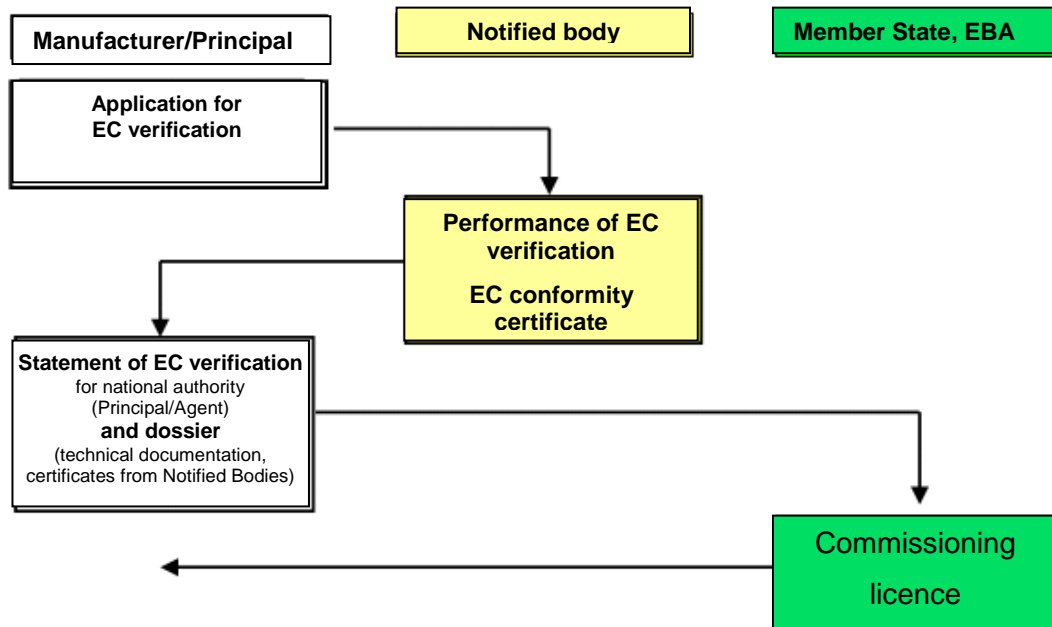 Manufacturer/Principal
Notified body
Member State, EBA
Application for
EC verification
Performance of EC
verification
EC conformity
certificate
Statement of EC verification
for national authority
(Principal/Agent)
and dossier
(technical documentation,
certificates from Notified Bodies)
Commissioning
licence